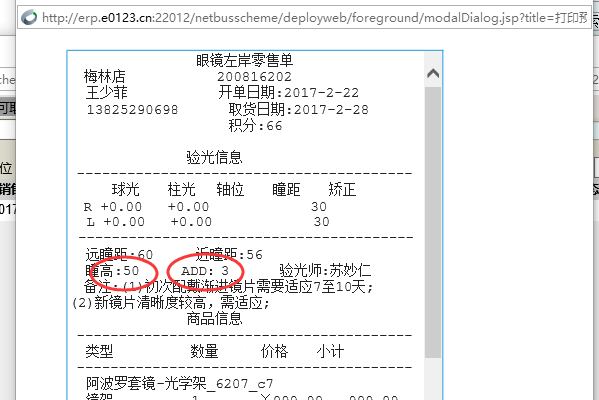 http://erp.e0123.cn:22012/netbusscheme/deployweb/foreground/modalDialog.jsp?title=打印预
眼镜左岸零售单
梅林店 200816202
王少菲 开单日期:2017-2-22
13825290698 取货日期:2017-2-28
积分:66
验光信息
球光 柱光 轴位 瞳距 矫正
R +0.00 +0.00 30
L +0.00 +0.00 30
远瞳距:60 近瞳距:56
瞳高:50 ADD: 3 验光师:苏妙仁
备注:(1)初次配戴渐进镜片需要适应7至10天;
(2)新镜片清晰度较高，需适应;
商品信息
类型 数量 价格 小计
阿波罗套镜-光学架_6207_c7